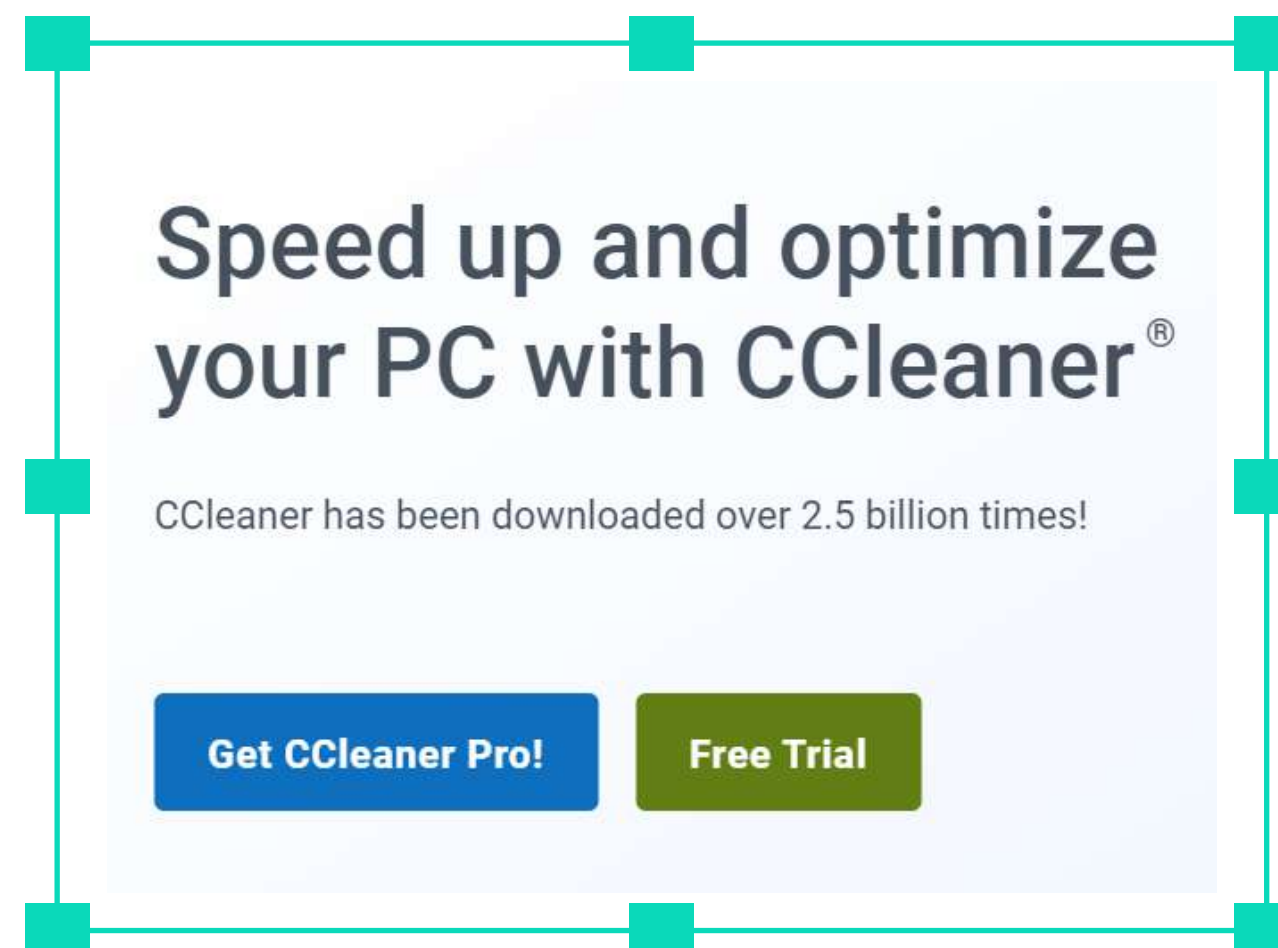 Speed up and optimize
your PC with CCleaner®
CCleaner has been downloaded over 2.5 billion times!
Get CCleaner Pro!
Free Trial